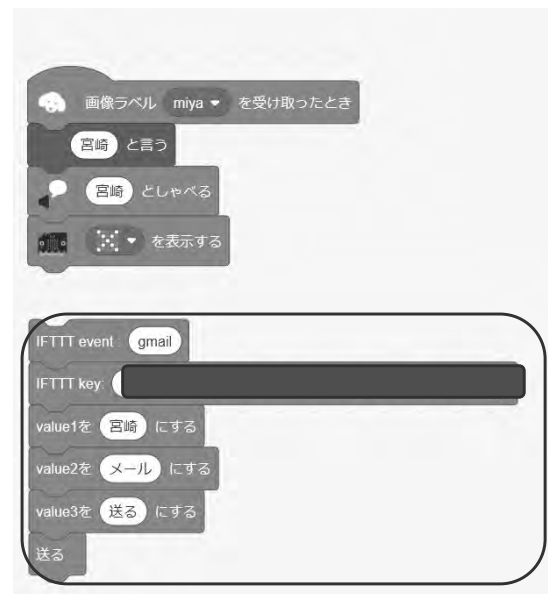 画像ラベル miya を受け取ったとき
宮崎 と言う
宮崎 としゃべる
を表示する
IFTTT event : gmail
IFTTT key:
value1を 宮崎 にする
value2を メール にする
value3を 送る にする
送る